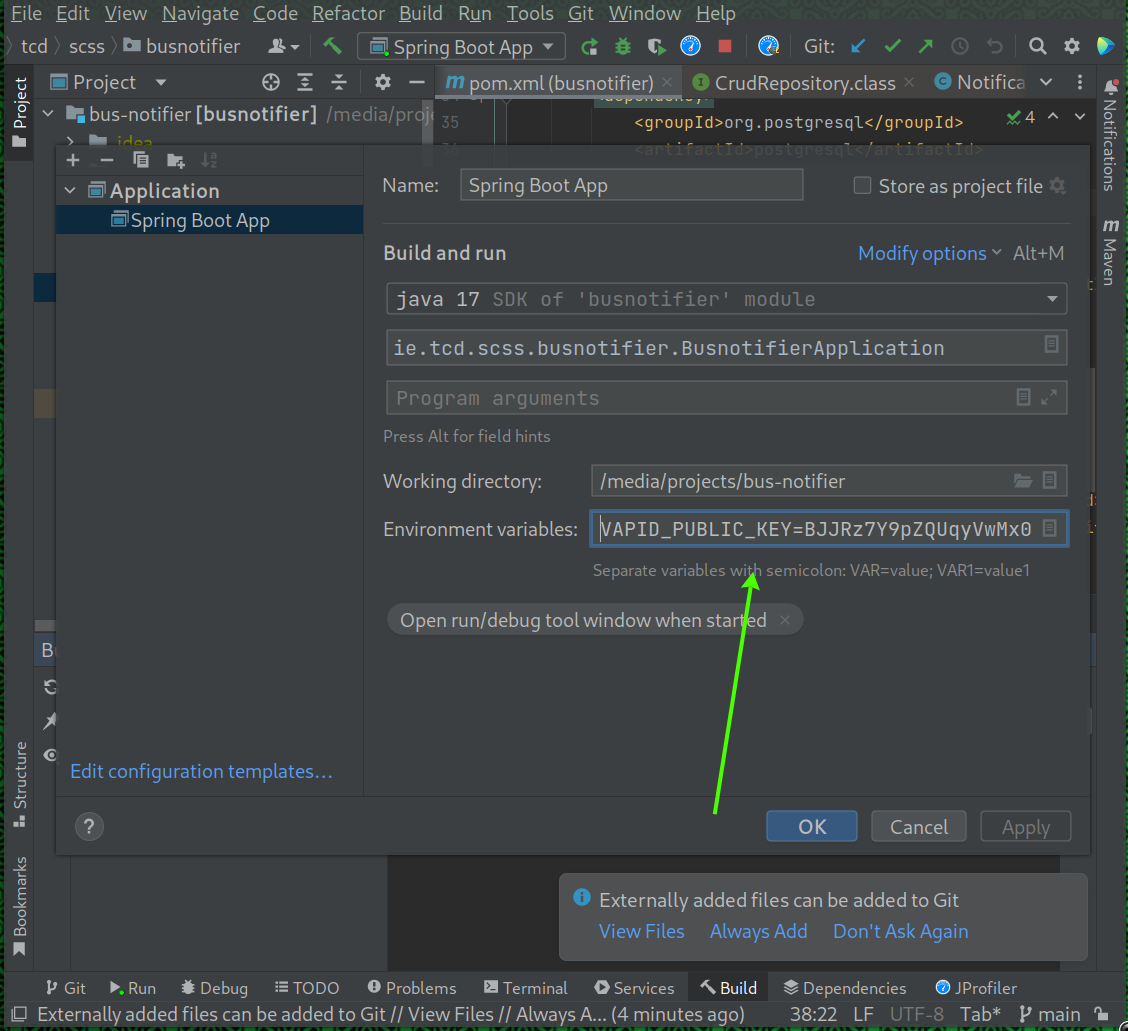 File Edit View Navigate Code Refactor Build Run Tools Git Window Help
tcd scss busnotifier Spring Boot App Git:
Project pom.xml (busnotifier) CrudRepository.class Notifica
Project
bus-notifier [busnotifier] /media/proje
35 <groupId>org.postgresql</groupId> 4
.idea
<artifactId>postgresql</artifactId>
Notifications
Maven
Application
Spring Boot App
Name: Spring Boot App Store as project file
Build and run Modify options Alt+M
java 17 SDK of 'busnotifier' module
ie.tcd.scss.busnotifier.BusnotifierApplication
Program arguments
Press Alt for field hints
Working directory: /media/projects/bus-notifier
Environment variables: VAPID_PUBLIC_KEY=BJJRz7Y9pZQUqyVwMx0
Separate variables with semicolon: VAR=value; VAR1=value1
Open run/debug tool window when started
Edit configuration templates...
? OK Cancel Apply
Structure
Bookmarks
Externally added files can be added to Git
View Files Always Add Don't Ask Again
Git Run Debug TODO Problems Terminal Services Build Dependencies JProfiler
Externally added files can be added to Git // View Files // Always A... (4 minutes ago) 38:22 LF UTF-8 Tab* main